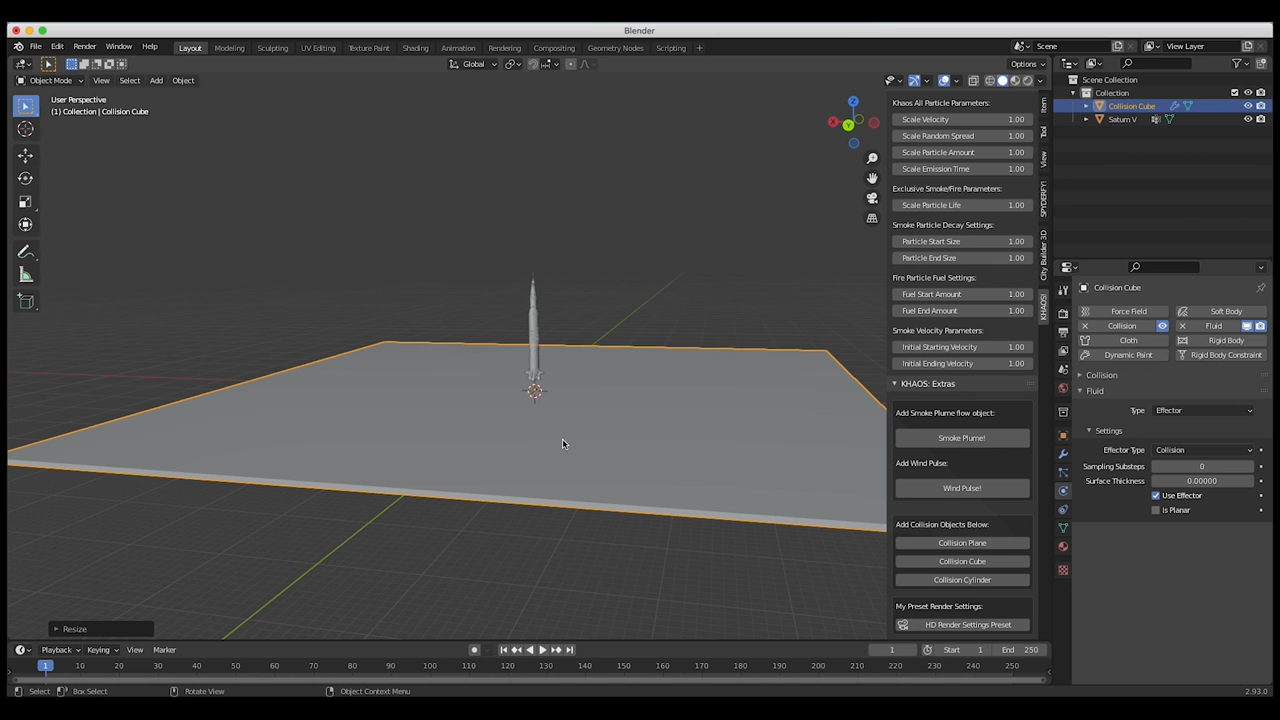 Blender
File Edit Render Window Help
Layout Modeling Sculpting UV Editing Texture Paint Shading Animation Rendering Compositing Geometry Nodes Scripting +
Scene
View Layer
Global
Options
Object Mode View Select Add Object
User Perspective
(1) Collection | Collision Cube
Z
X
Y
Khaos All Particle Parameters:
Scale Velocity 1.00
Scale Random Spread 1.00
Scale Particle Amount 1.00
Scale Emission Time 1.00
Exclusive Smoke/Fire Parameters:
Scale Particle Life 1.00
Smoke Particle Decay Settings:
Particle Start Size 1.00
Particle End Size 1.00
Fire Particle Fuel Settings:
Fuel Start Amount 1.00
Fuel End Amount 1.00
Smoke Velocity Parameters:
Initial Starting Velocity 1.00
Initial Ending Velocity 1.00
KHAOS: Extras
Add Smoke Plume flow object:
Smoke Plume!
Add Wind Pulse:
Wind Pulse!
Add Collision Objects Below:
Collision Plane
Collision Cube
Collision Cylinder
My Preset Render Settings:
HD Render Settings Preset
Item
Tool
View
SPYDERFY!
City Builder 3D
KHAOS!
Scene Collection
Collection
Collision Cube
Saturn V
Collision Cube
Force Field Soft Body
Collision Fluid
Cloth Rigid Body
Dynamic Paint Rigid Body Constraint
Collision
Fluid
Type Effector
Settings
Effector Type Collision
Sampling Substeps 0
Surface Thickness 0.00000
Use Effector
Is Planar
Resize
Playback Keying View Marker
1 Start 1 End 250
1 10 20 30 40 50 60 70 80 90 100 110 120 130 140 150 160 170 180 190 200 210 220 230 240 250
Select Box Select Rotate View Object Context Menu 2.93.0